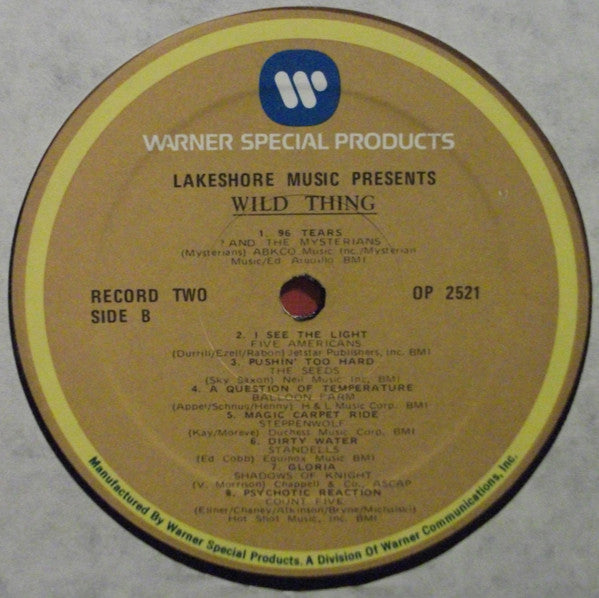 WARNER SPECIAL PRODUCTS
LAKESHORE MUSIC PRESENTS
WILD THING
1. 96 TEARS
? AND THE MYSTERIANS
(Mysterians) ABKCO Music Inc./Mysterian
Music/Ed BMI
RECORD TWO
SIDE B
OP 2521
2. I SEE THE LIGHT
FIVE AMERICANS
(Durrill/Ezell/Rabon) Jetstar Publishers, Inc. BMI
3. PUSHIN' TOO HARD
THE SEEDS
(Sky Saxon) Neil Music Inc, BMI
4. A QUESTION OF TEMPERATURE
BALLOON FARM
(Appel/Schnus/Henny) H & L Music Corp. BMI
5. MAGIC CARPET RIDE
STEPPENWOLF
(Kay/Moreve) Duchess Music Corp. BMI
6. DIRTY WATER
STANDELLS
(Ed Cobb) Equinox Music BMI
7. GLORIA
SHADOWS OF KNIGHT
(V. Morrison) Chappell & Co., ASCAP
8. PSYCHOTIC REACTION
COUNT FIVE
(Ellner/Chaney/Atkinson/Bryne/Michalski)
Hot Shot Music, Inc. BMI
Manufactured By Warner Special Products. A Division Of Warner Communications, Inc.